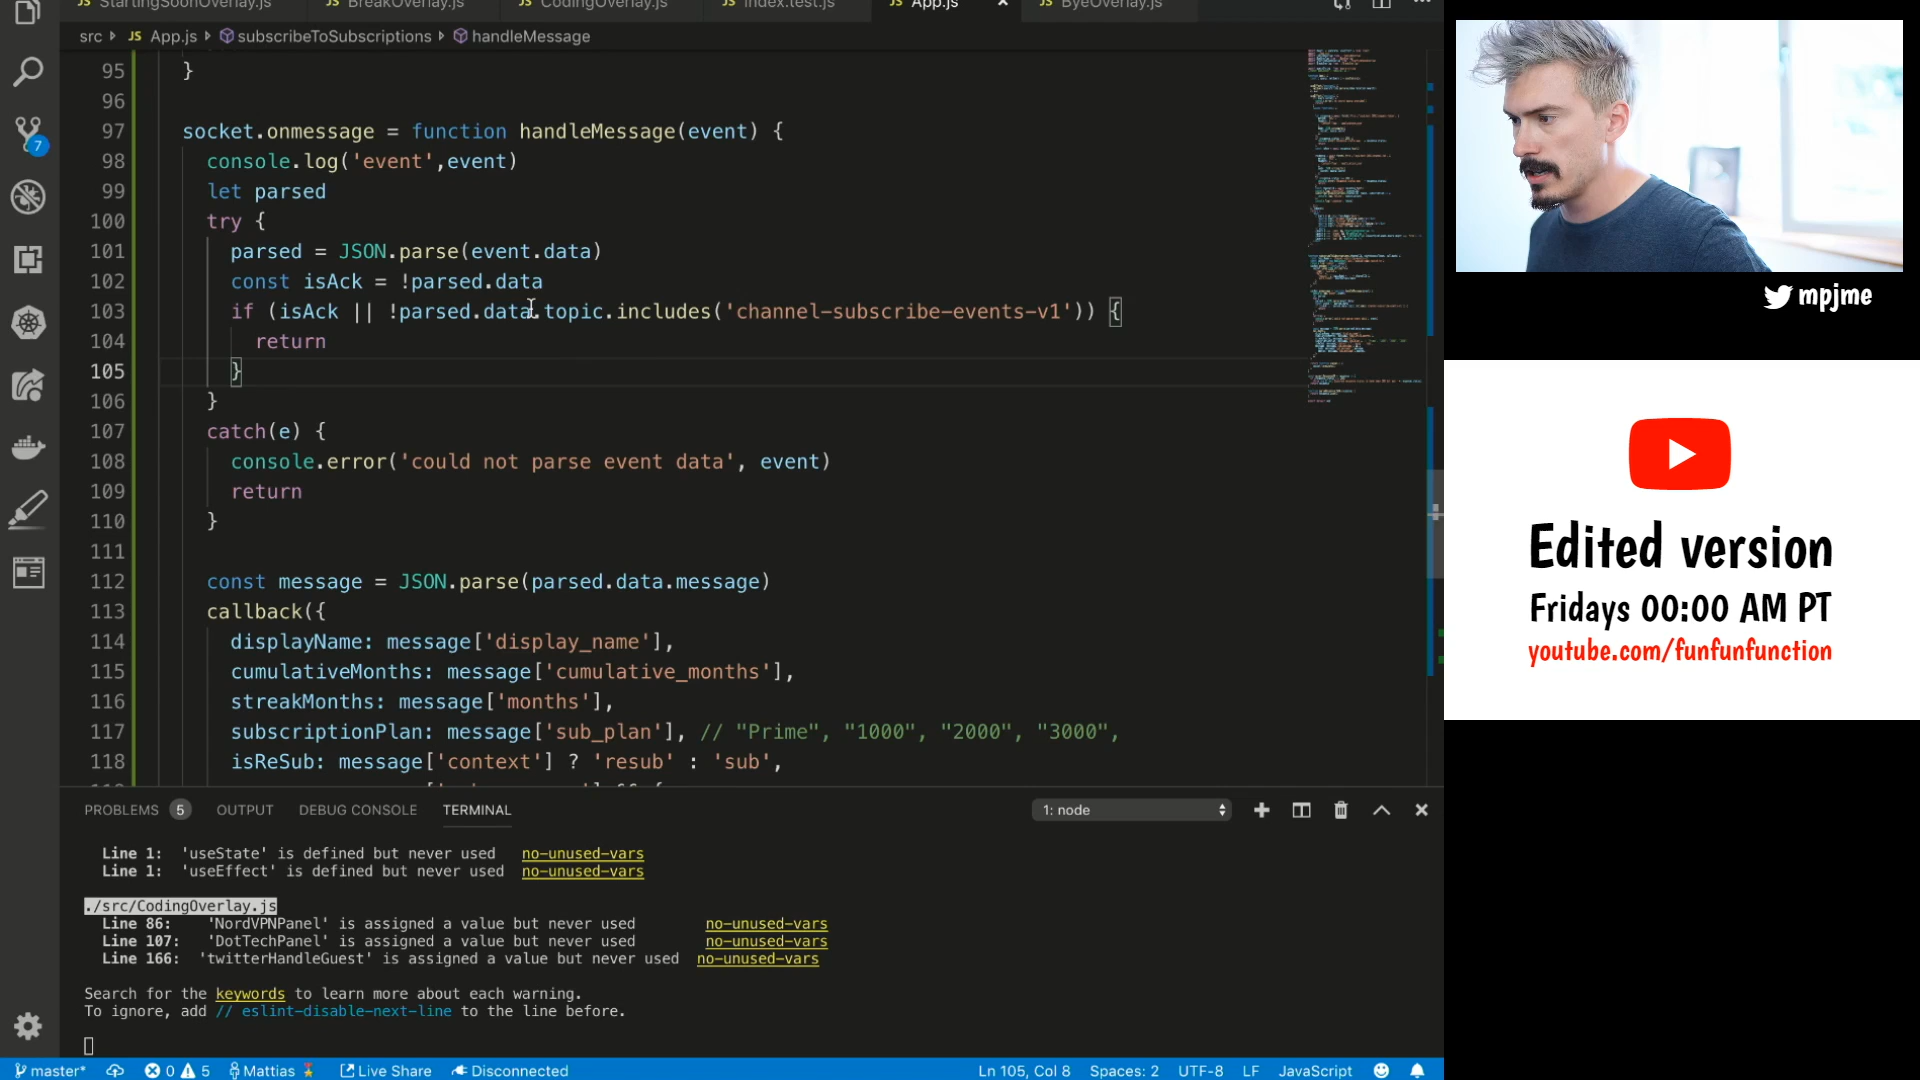 StartingSoonOverlay.js
BreakOverlay.js
CodingOverlay.js
index.test.js
App.js
ByeOverlay.js
src
App.js
subscribeToSubscriptions
handleMessage
95 }
96
97 socket.onmessage = function handleMessage(event) {
98 console.log('event',event)
99 let parsed
100 try {
101 parsed = JSON.parse(event.data)
102 const isAck = !parsed.data
103 if (isAck || !parsed.data.topic.includes('channel-subscribe-events-v1')) {
104 return
105 }
106 }
107 catch(e) {
108 console.error('could not parse event data', event)
109 return
110 }
111
112 const message = JSON.parse(parsed.data.message)
113 callback({
114 displayName: message['display_name'],
115 cumulativeMonths: message['cumulative_months'],
116 streakMonths: message['months'],
117 subscriptionPlan: message['sub_plan'], // "Prime", "1000", "2000", "3000",
118 isReSub: message['context'] ? 'resub' : 'sub',
7
PROBLEMS 5 OUTPUT DEBUG CONSOLE TERMINAL
1: node
Line 1: 'useState' is defined but never used no-unused-vars
Line 1: 'useEffect' is defined but never used no-unused-vars
./src/CodingOverlay.js
Line 86: 'NordVPNPanel' is assigned a value but never used no-unused-vars
Line 107: 'DotTechPanel' is assigned a value but never used no-unused-vars
Line 166: 'twitterHandleGuest' is assigned a value but never used no-unused-vars
Search for the keywords to learn more about each warning.
To ignore, add // eslint-disable-next-line to the line before.
master* 0 5 Mattias Live Share Disconnected
Ln 105, Col 8 Spaces: 2 UTF-8 LF JavaScript
mpjme
Edited version
Fridays 00:00 AM PT
youtube.com/funfunfunction